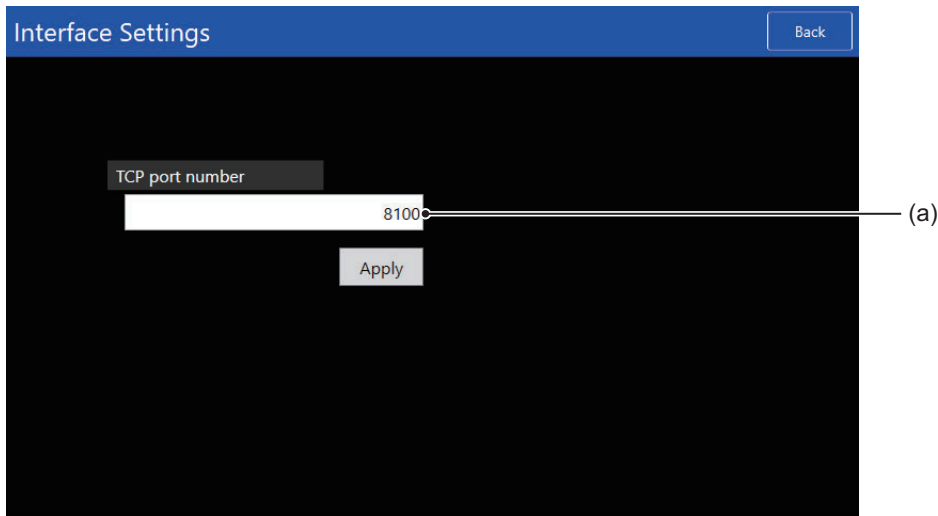 Interface Settings
Back
TCP port number
8100
(a)
Apply